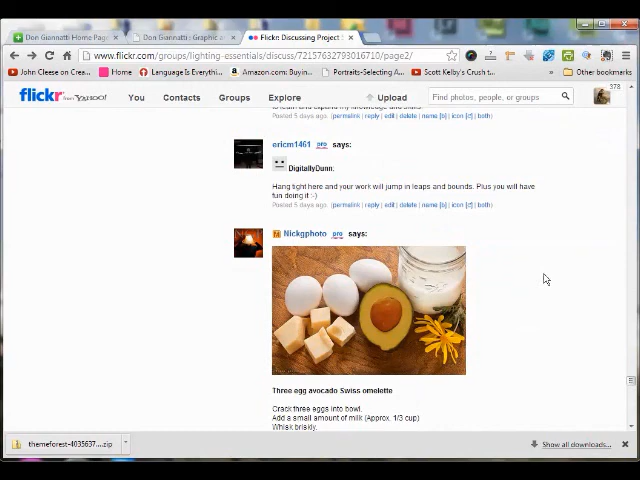 Don Giannatti Home Page
Don Giannatti : Graphic a
Flickr: Discussing Project
www.flickr.com/groups/lighting-essentials/discuss/72157632793016710/page2/
John Cleese on Crea...
Home
Language Is Everythi...
Amazon.com: Buyin...
Portraits-Selecting A...
Scott Kelby's Crush t...
»
Other bookmarks
flickr from YAHOO!
You
Contacts
Groups
Explore
Upload
Find photos, people, or groups
378
Posted 5 days ago. (permalink | reply | edit | delete | name [b] | icon [c] | both)
ericm1461 pro says:
DigitallyDunn:
Hang tight here and your work will jump in leaps and bounds. Plus you will have
fun doing it :-)
Posted 5 days ago. (permalink | reply | edit | delete | name [b] | icon [c] | both)
Nickgphoto pro says:
Three egg avocado Swiss omelette
Crack three eggs into bowl.
Add a small amount of milk (Approx. 1/3 cup)
Whisk briskly.
themeforest-4035637....zip
Show all downloads...